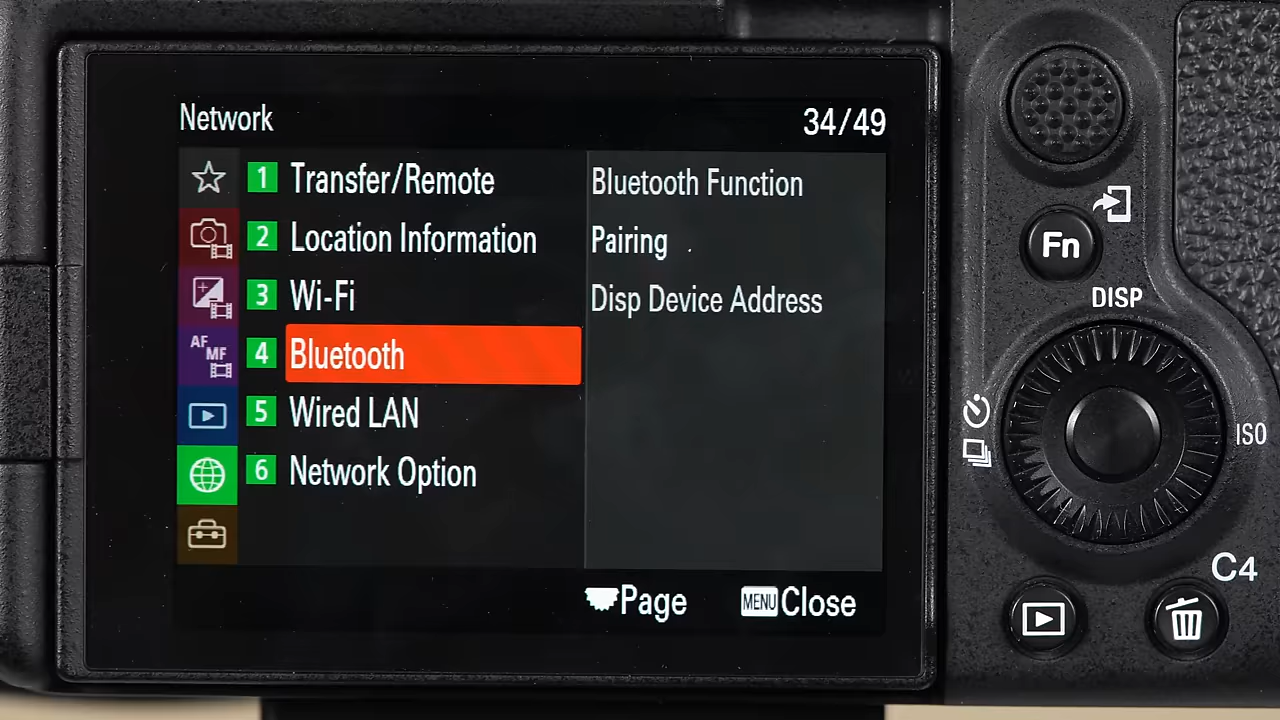 Network 34/49
1 Transfer/Remote
2 Location Information
3 Wi-Fi
4 Bluetooth
5 Wired LAN
6 Network Option
AF MF
Bluetooth Function
Pairing
Disp Device Address
Page MENU Close
Fn
DISP
ISO
C4